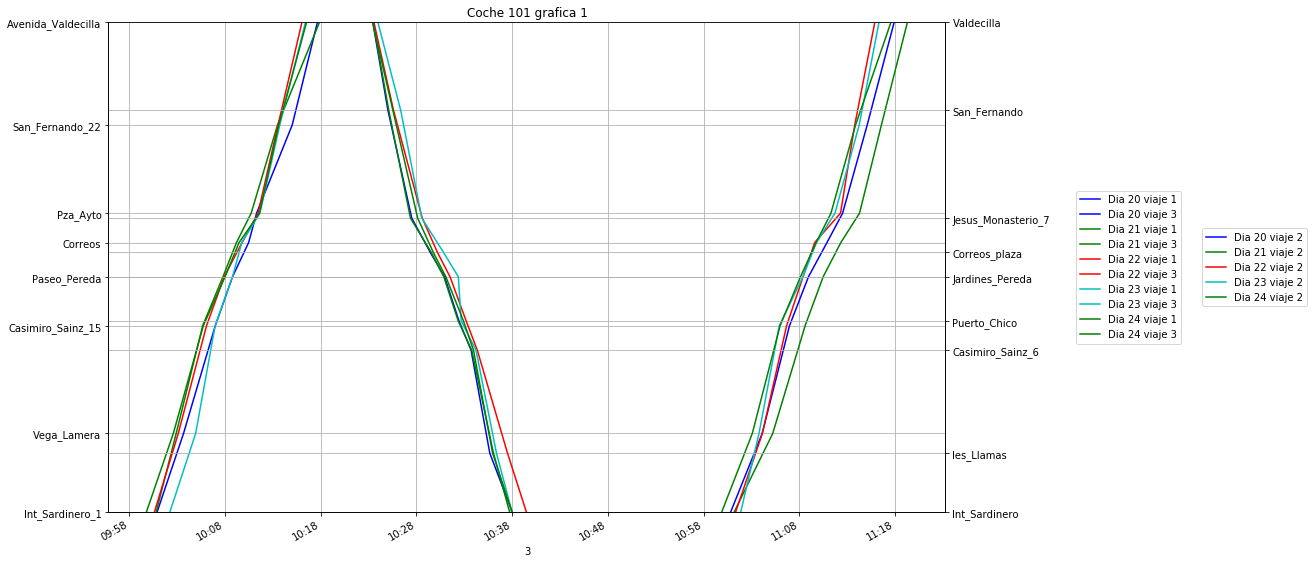 Coche 101 grafica 1
Avenida_Valdecilla
San_Fernando_22
Pza_Ayto
Correos
Paseo_Pereda
Casimiro_Sainz_15
Vega_Lamera
Int_Sardinero_1
Valdecilla
San_Fernando
Jesus_Monasterio_7
Correos_plaza
Jardines_Pereda
Puerto_Chico
Casimiro_Sainz_6
Ies_Llamas
Int_Sardinero
09:58
10:08
10:18
10:28
10:38
10:48
10:58
11:08
11:18
3
Dia 20 viaje 1
Dia 20 viaje 3
Dia 21 viaje 1
Dia 21 viaje 3
Dia 22 viaje 1
Dia 22 viaje 3
Dia 23 viaje 1
Dia 23 viaje 3
Dia 24 viaje 1
Dia 24 viaje 3
Dia 20 viaje 2
Dia 21 viaje 2
Dia 22 viaje 2
Dia 23 viaje 2
Dia 24 viaje 2